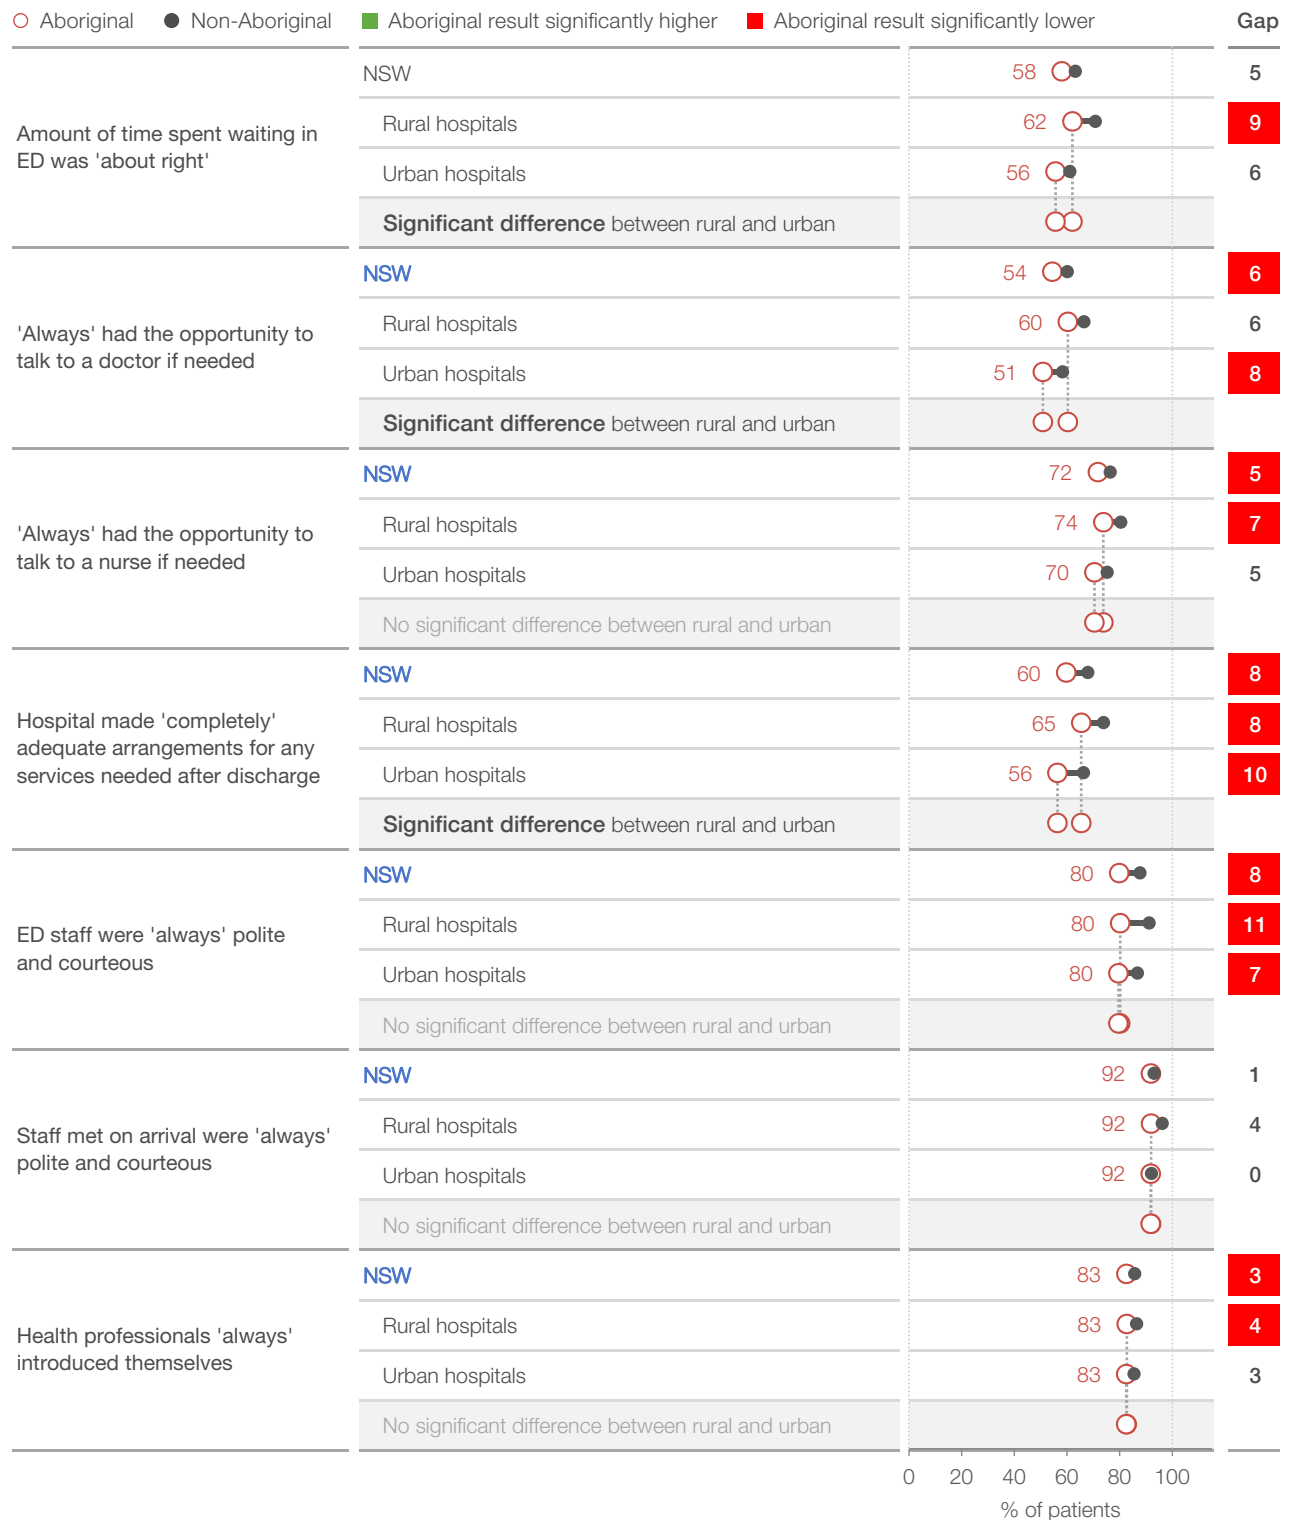 Aboriginal Non-Aboriginal Aboriginal result significantly higher Aboriginal result significantly lower Gap
Amount of time spent waiting in
ED was 'about right'
NSW 58 5
Rural hospitals 62 9
Urban hospitals 56 6
Significant difference between rural and urban
'Always' had the opportunity to
talk to a doctor if needed
NSW 54 6
Rural hospitals 60 6
Urban hospitals 51 8
Significant difference between rural and urban
'Always' had the opportunity to
talk to a nurse if needed
NSW 72 5
Rural hospitals 74 7
Urban hospitals 70 5
No significant difference between rural and urban
Hospital made 'completely'
adequate arrangements for any
services needed after discharge
NSW 60 8
Rural hospitals 65 8
Urban hospitals 56 10
Significant difference between rural and urban
ED staff were 'always' polite
and courteous
NSW 80 8
Rural hospitals 80 11
Urban hospitals 80 7
No significant difference between rural and urban
Staff met on arrival were 'always'
polite and courteous
NSW 92 1
Rural hospitals 92 4
Urban hospitals 92 0
No significant difference between rural and urban
Health professionals 'always'
introduced themselves
NSW 83 3
Rural hospitals 83 4
Urban hospitals 83 3
No significant difference between rural and urban
0 20 40 60 80 100
% of patients